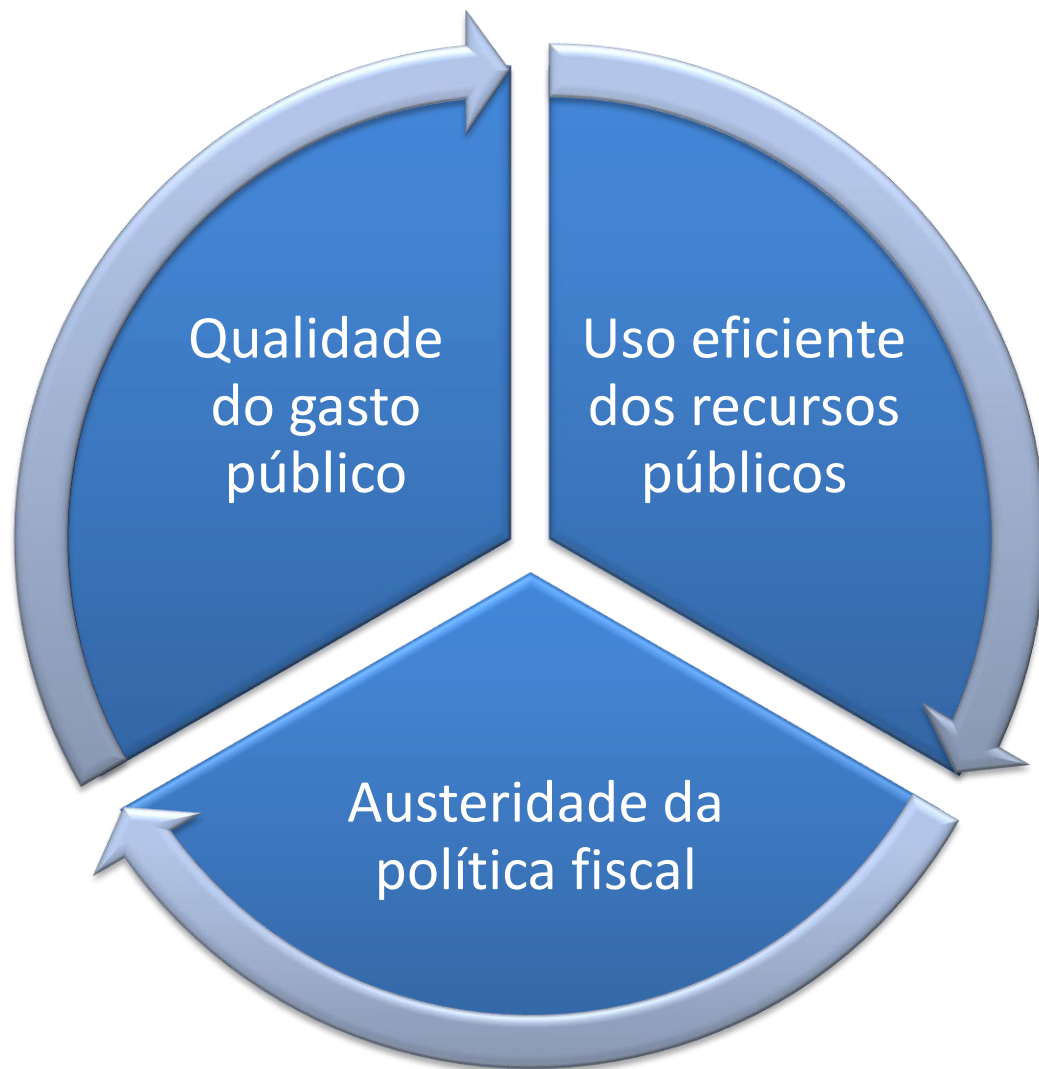 Qualidade
do gasto
público
Uso eficiente
dos recursos
públicos
Austeridade da
política fiscal